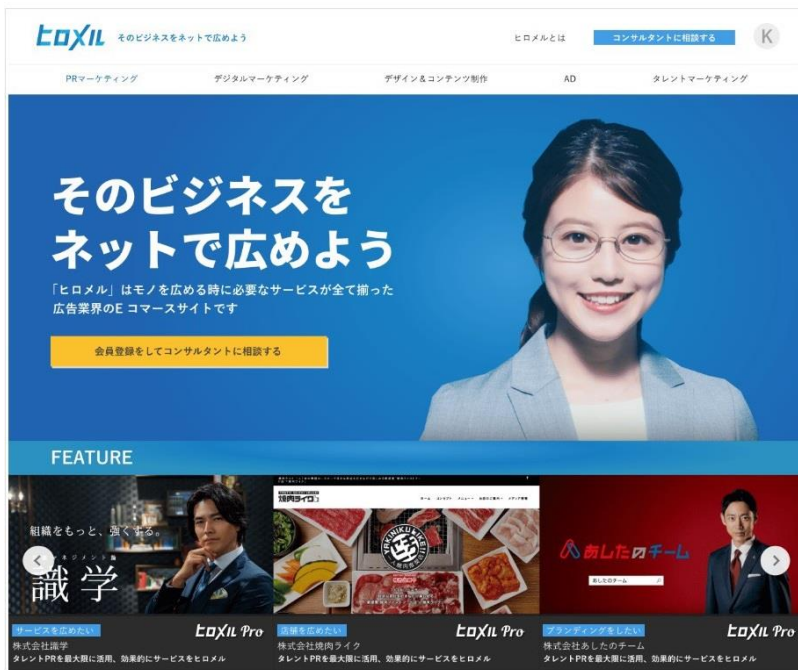 ヒロメル そのビジネスをネットで広めよう
ヒロメルとは コンサルタントに相談する K
PRマーケティング デジタルマーケティング デザイン&コンテンツ制作 AD タレントマーケティング
そのビジネスを
ネットで広めよう
「ヒロメル」はモノを広める時に必要なサービスが全て揃った
広告業界のE コマースサイトです
会員登録をしてコンサルタントに相談する
FEATURE
組織をもっと、強くする。
識学
焼肉ライク
YAKINIKU LIKE
あしたのチーム
あしたのチーム
サービスを広めたい ヒロメル Pro
株式会社識学
タレントPRを最大限に活用、効果的にサービスをヒロメル
店舗を広めたい ヒロメル Pro
株式会社焼肉ライク
タレントPRを最大限に活用、効果的にサービスをヒロメル
ブランディングをしたい ヒロメル Pro
株式会社あしたのチーム
タレントPRを最大限に活用、効果的にサービスをヒロメル